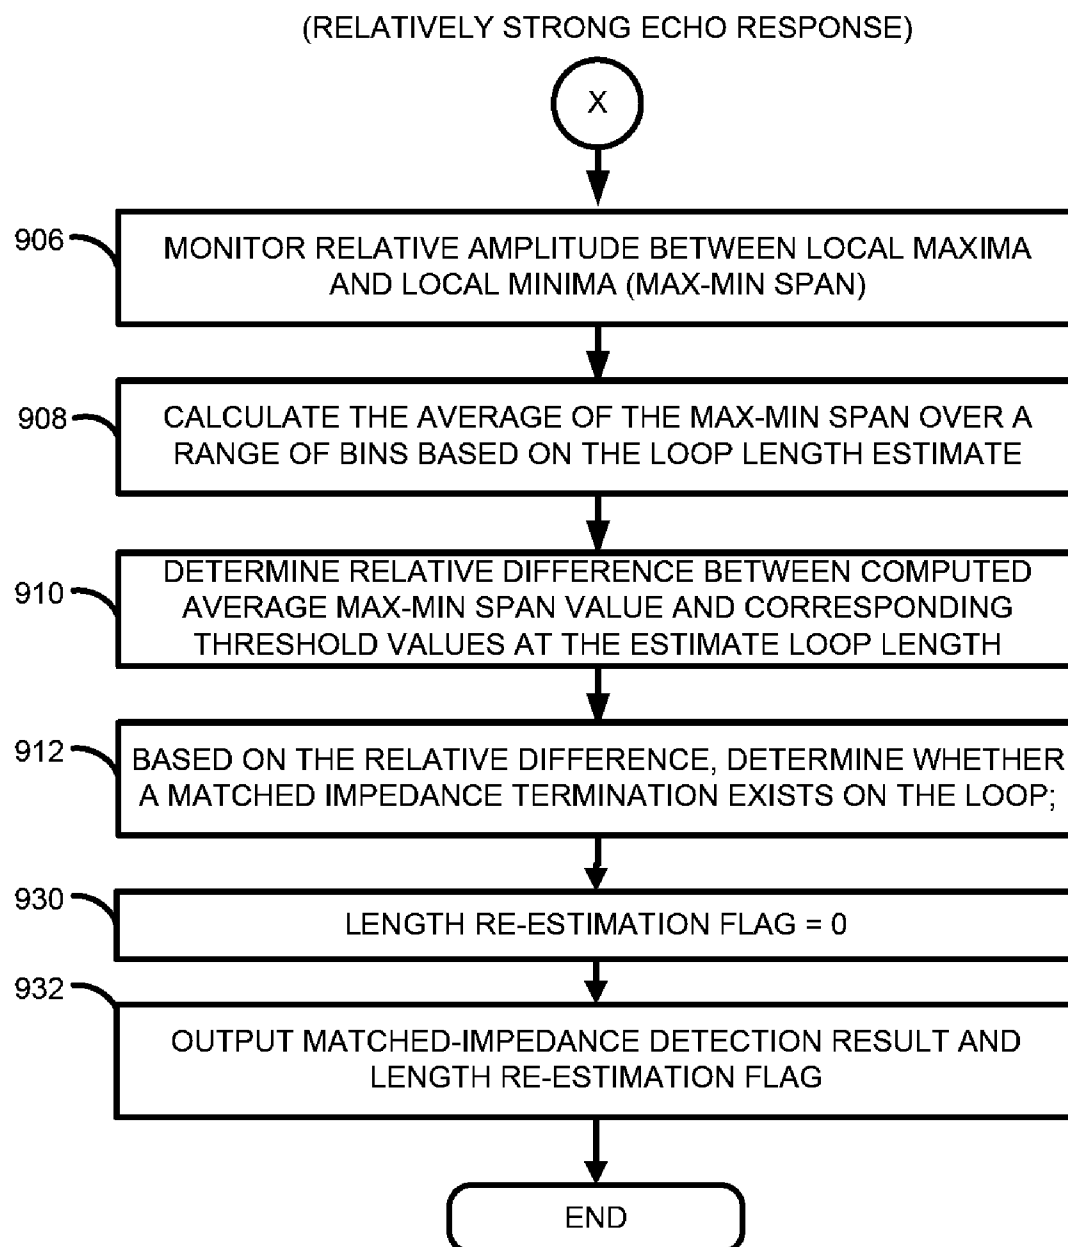 (RELATIVELY STRONG ECHO RESPONSE)
X
906
MONITOR RELATIVE AMPLITUDE BETWEEN LOCAL MAXIMA
AND LOCAL MINIMA (MAX-MIN SPAN)
908
CALCULATE THE AVERAGE OF THE MAX-MIN SPAN OVER A
RANGE OF BINS BASED ON THE LOOP LENGTH ESTIMATE
910
DETERMINE RELATIVE DIFFERENCE BETWEEN COMPUTED
AVERAGE MAX-MIN SPAN VALUE AND CORRESPONDING
THRESHOLD VALUES AT THE ESTIMATE LOOP LENGTH
912
BASED ON THE RELATIVE DIFFERENCE, DETERMINE WHETHER
A MATCHED IMPEDANCE TERMINATION EXISTS ON THE LOOP;
930
LENGTH RE-ESTIMATION FLAG = 0
932
OUTPUT MATCHED-IMPEDANCE DETECTION RESULT AND
LENGTH RE-ESTIMATION FLAG
END